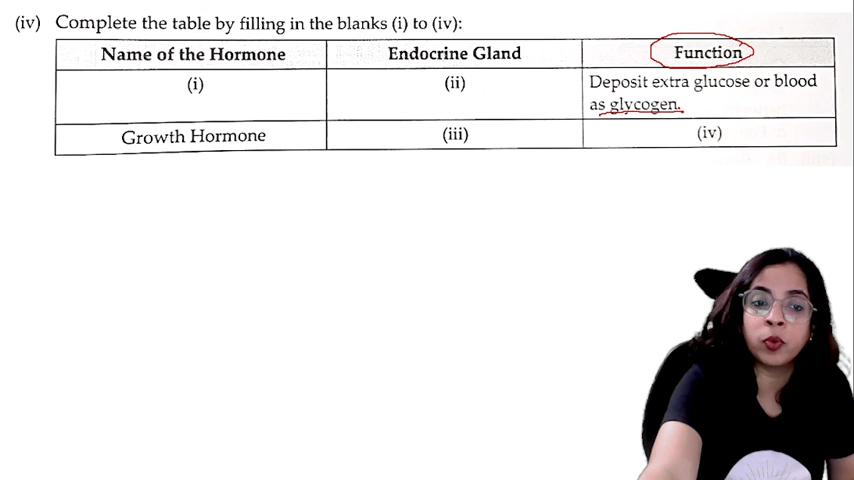 (iv) Complete the table by filling in the blanks (i) to (iv):
Name of the Hormone Endocrine Gland Function
(i) (ii) Deposit extra glucose or blood
as glycogen.
Growth Hormone (iii) (iv)